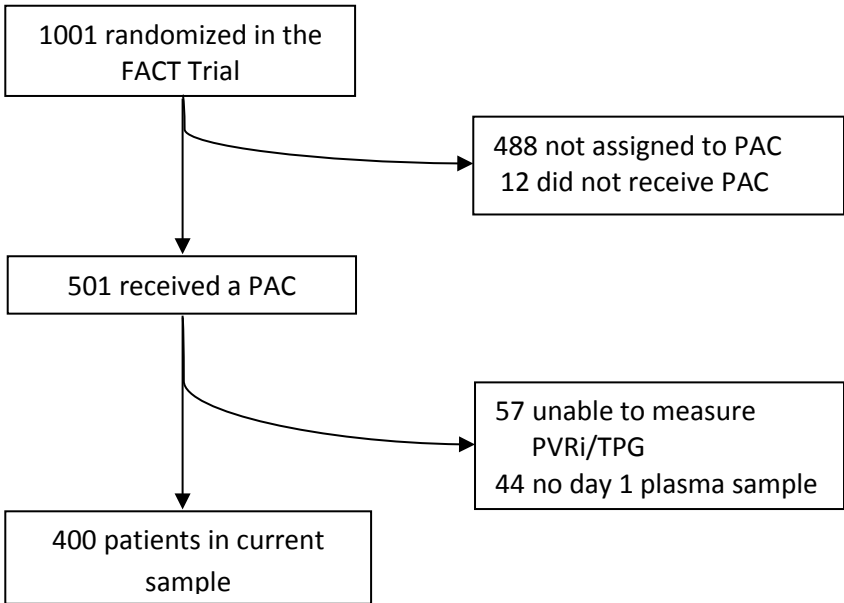 1001 randomized in the
FACT Trial
488 not assigned to PAC
12 did not receive PAC
501 received a PAC
57 unable to measure
PVRi/TPG
44 no day 1 plasma sample
400 patients in current
sample